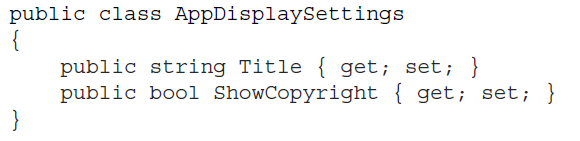 public class AppDisplaySettings
{
    public string Title { get; set; }
    public bool ShowCopyright { get; set; }
}